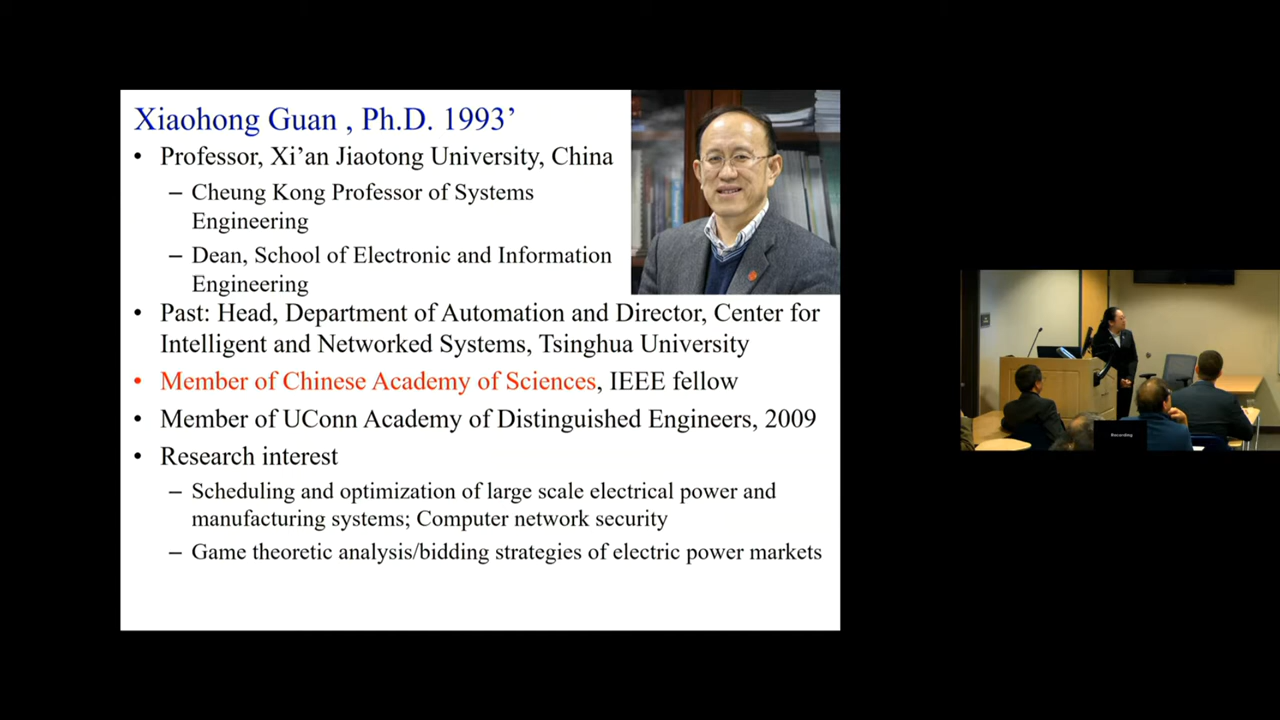 Xiaohong Guan , Ph.D. 1993’
• Professor, Xi’an Jiaotong University, China
– Cheung Kong Professor of Systems
Engineering
– Dean, School of Electronic and Information
Engineering
• Past: Head, Department of Automation and Director, Center for
Intelligent and Networked Systems, Tsinghua University
• Member of Chinese Academy of Sciences, IEEE fellow
• Member of UConn Academy of Distinguished Engineers, 2009
• Research interest
– Scheduling and optimization of large scale electrical power and
manufacturing systems; Computer network security
– Game theoretic analysis/bidding strategies of electric power markets
Recording